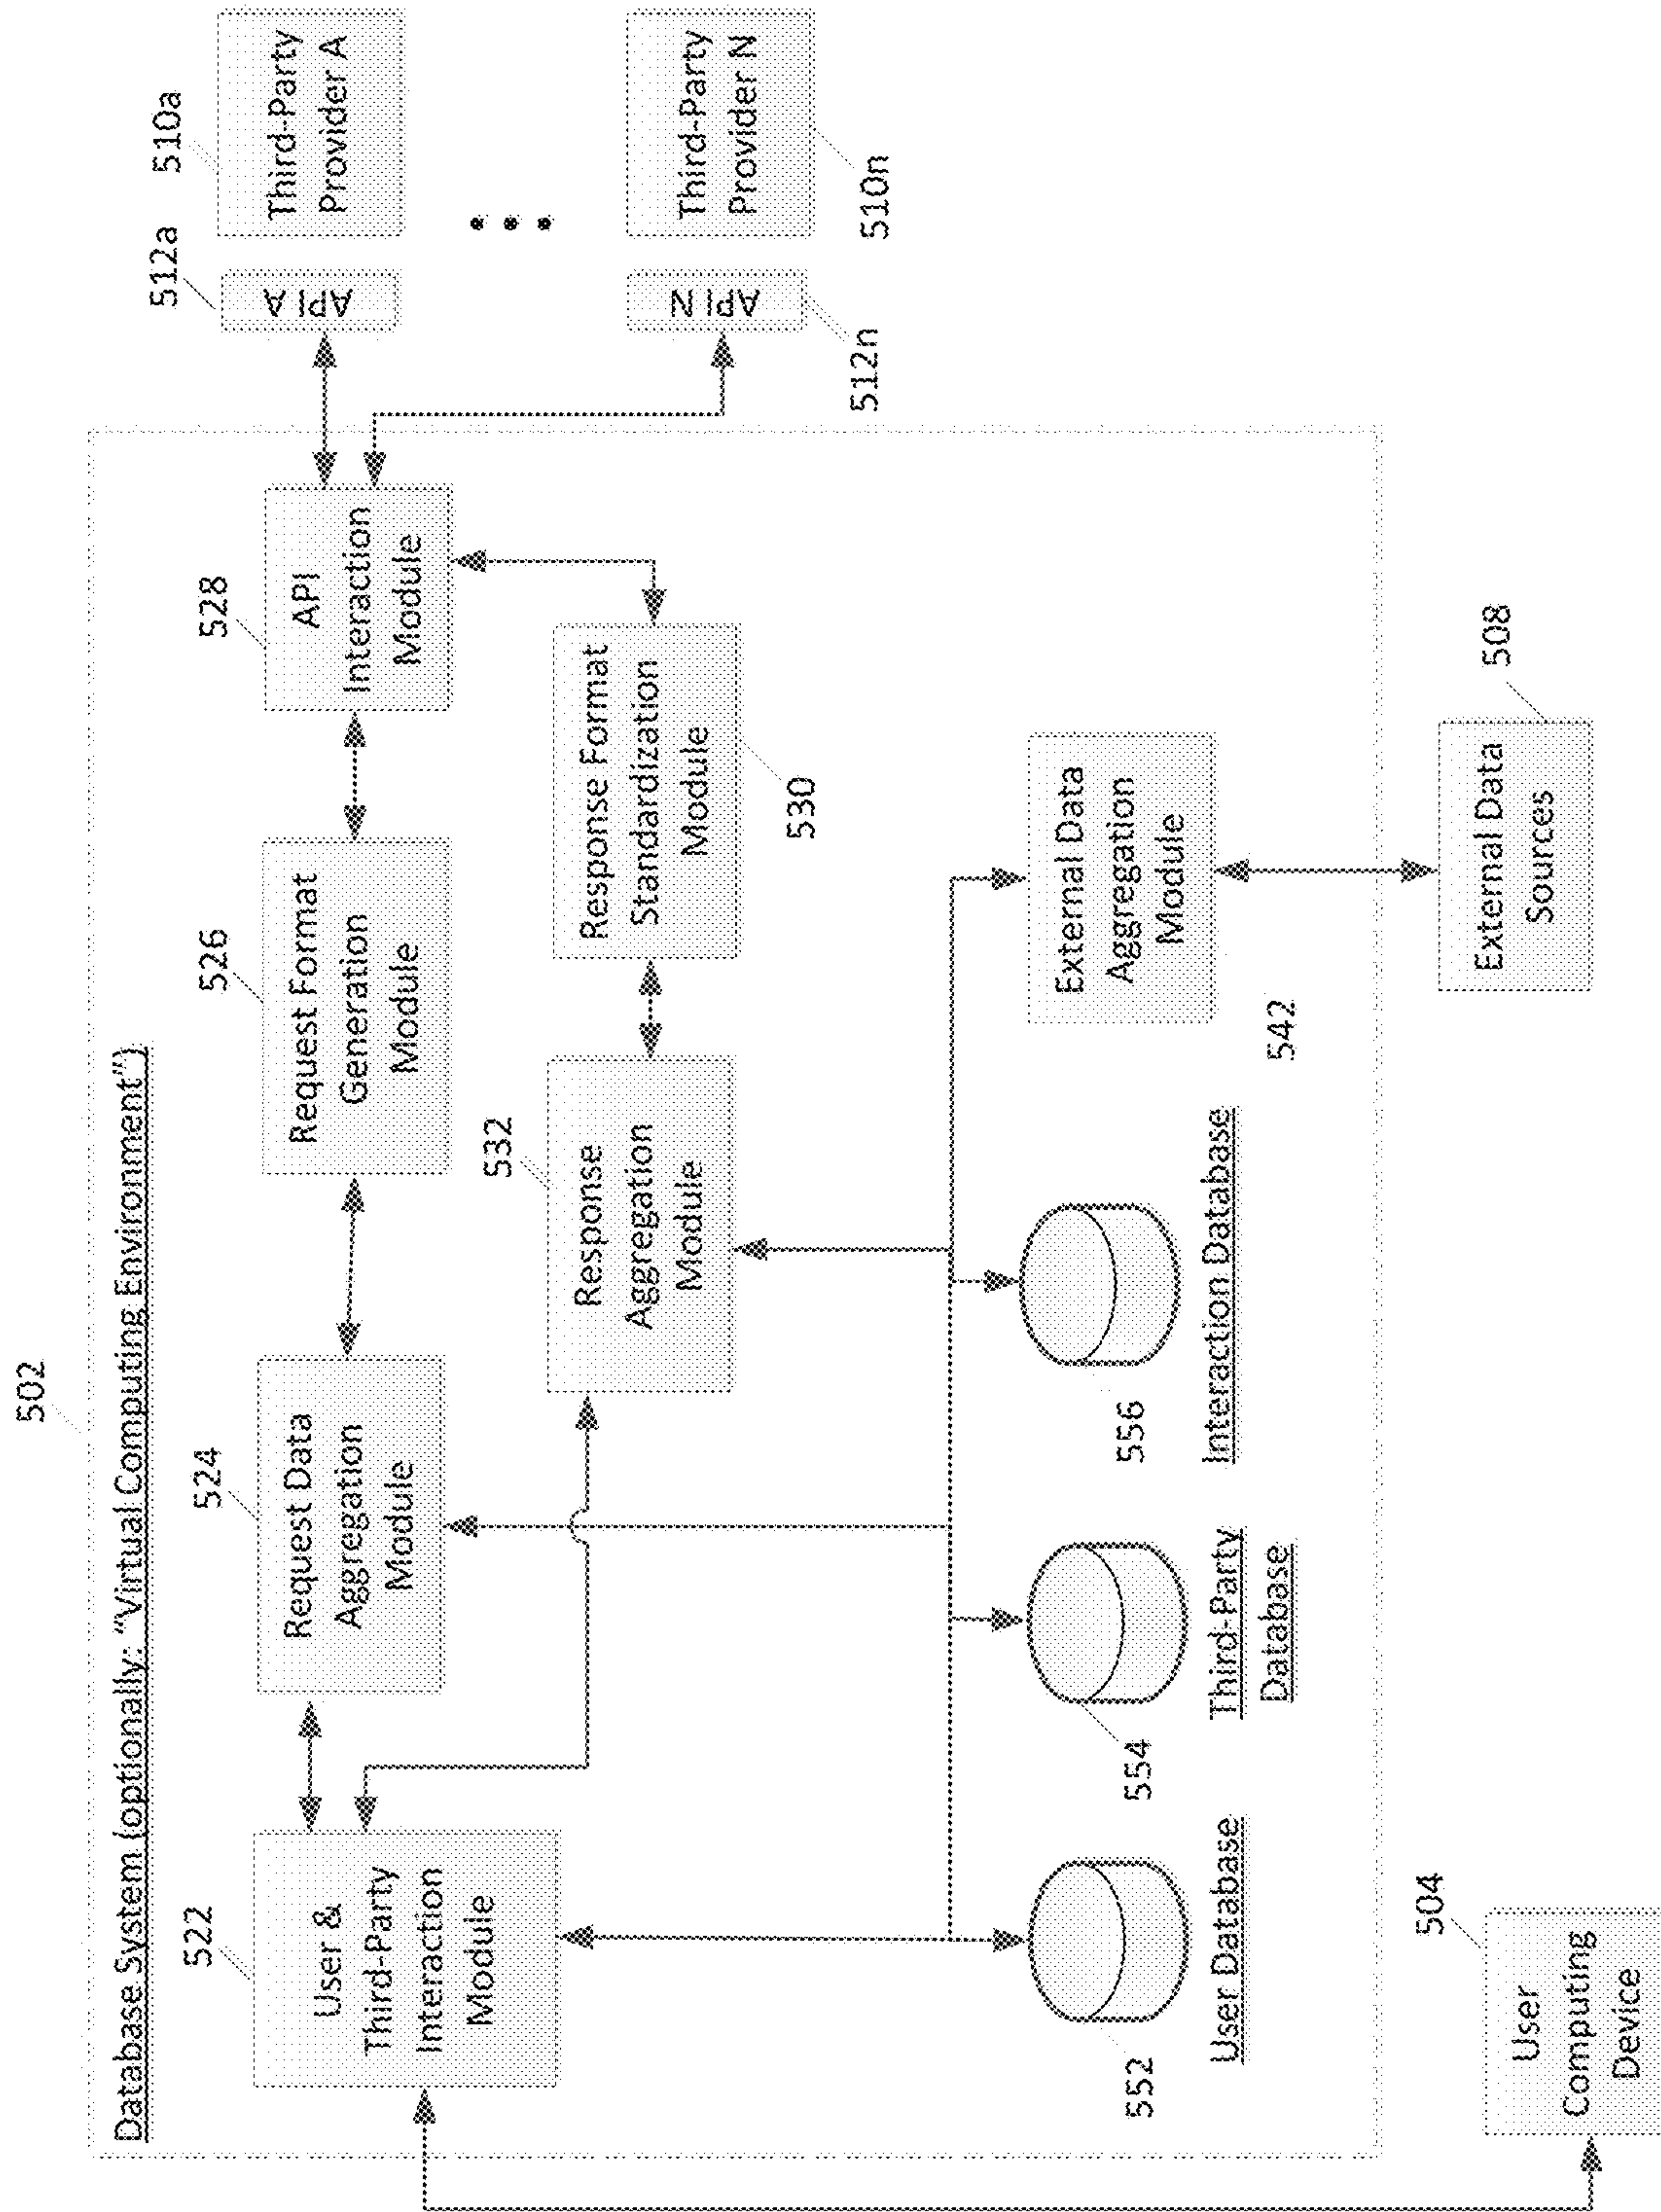 502
Database System (optionally: “Virtual Computing Environment”)
522
User &
Third-Party
Interaction
Module
524
Request Data
Aggregation
Module
526
Request Format
Generation
Module
528
API
Interaction
Module
512a
API A
510a
Third-Party
Provider A
532
Response
Aggregation
Module
Response Format
Standardization
Module
530
API N
512n
Third-Party
Provider N
510n
552
User Database
554
Third-Party
Database
556
Interaction Database
External Data
Aggregation
Module
542
504
User
Computing
Device
External Data
Sources
508